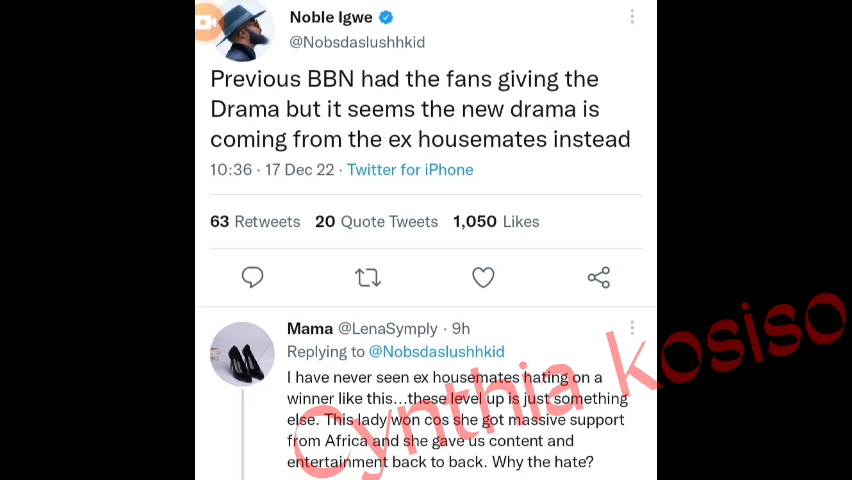 Noble Igwe
@Nobsdaslushhkid
Previous BBN had the fans giving the
Drama but it seems the new drama is
coming from the ex housemates instead
10:36 · 17 Dec 22 · Twitter for iPhone
63 Retweets 20 Quote Tweets 1,050 Likes
Mama @LenaSymply · 9h
Replying to @Nobsdaslushhkid
I have never seen ex housemates hating on a
winner like this...these level up is just something
else. This lady won cos she got massive support
from Africa and she gave us content and
entertainment back to back. Why the hate?
Cynthia kosiso